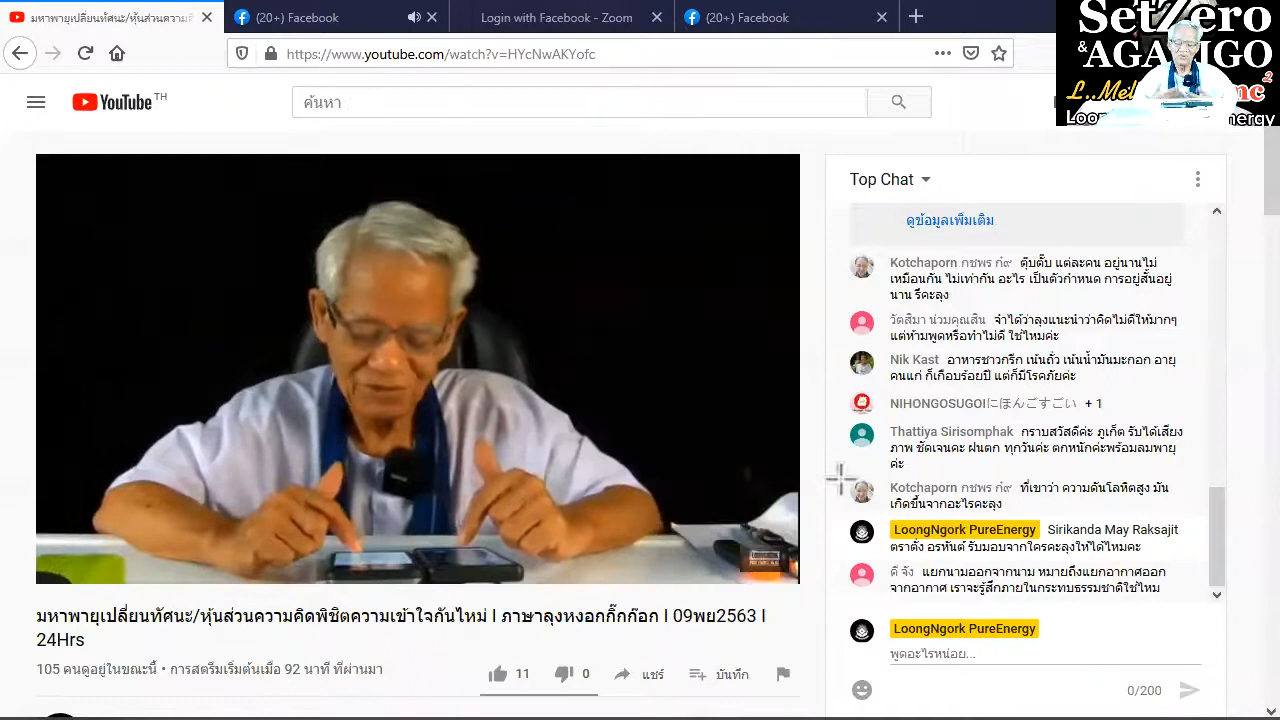 มหาพายุเปลี่ยนทัศนะ/หุ้นส่วนความคิ
(20+) Facebook
Login with Facebook - Zoom
(20+) Facebook
SetZero
& AGALIGO
L..Mel
nc²
Loon
nergy
https://www.youtube.com/watch?v=HYcNwAKYofc
YouTube TH
ค้นหา
Top Chat
ดูข้อมูลเพิ่มเติม
Kotchaporn กชพร ก๋๙ ตุ๊บตั๊บ แต่ละคน อยู่นานไม่
เหมือนกัน ไม่เท่ากัน อะไร เป็นตัวกำหนด การอยู่สั้นอยู่
นาน รึคะลุง
วัตสิมา น่วมคูณสิน จำได้ว่าลุงแนะนำว่าคิดไม่ดีให้มากๆ
แต่ห้ามพูดหรือทำไม่ดี ใช่ไหมค่ะ
Nik Kast อาหารชาวกรีก เน้นถั่ว เน้นน้ำมันมะกอก อายุ
คนแก่ ก็เกือบร้อยปี แต่ก็มีโรคภัยค่ะ
NIHONGOSUGOIにほんごすごい + 1
Thattiya Sirisomphak กราบสวัสดีค่ะ ภูเก็ต รับได้เสียง
ภาพ ชัดเจนคะ ฝนตก ทุกวันค่ะ ตกหนักค่ะพร้อมลมพายุ
ค่ะ
Kotchaporn กชพร ก๋๙ ที่เขาว่า ความดันโลหิตสูง มัน
เกิดขึ้นจากอะไรคะลุง
LoongNgork PureEnergy Sirikanda May Raksajit
ตราตั่ง อรหันต์ รับมอบจากใครคะลุงให้ได้ไหมคะ
ดี จัง แยกนามออกจากนาม หมายถึงแยกอากาศออก
จากอากาศ เราจะรู้สึกภายในกระทบธรรมชาติใช่ไหม
LoongNgork PureEnergy
พูดอะไรหน่อย...
0/200
มหาพายุเปลี่ยนทัศนะ/หุ้นส่วนความคิดพิชิตความเข้าใจกันไหม่ I ภาษาลุงหงอกกิ๊กก๊อก I 09พย2563 I
24Hrs
105 คนดูอยู่ในขณะนี้ • การสตรีมเริ่มต้นเมื่อ 92 นาที ที่ผ่านมา
11
0
แชร์
บันทึก